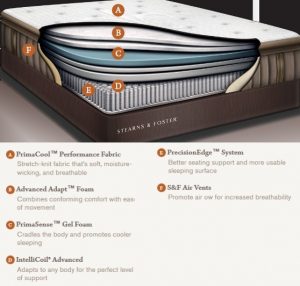 A
B
C
D
E
F
STEARNS & FOSTER
A PrimaCool™ Performance Fabric
Stretch-knit fabric that's soft, moisture-
wicking, and breathable
B Advanced Adapt™ Foam
Combines conforming comfort with ease
of movement
C PrimaSense™ Gel Foam
Cradles the body and promotes cooler
sleeping
D IntelliCoil® Advanced
Adapts to any body for the perfect level
of support
E PrecisionEdge™ System
Better seating support and more usable
sleeping surface
F S&F Air Vents
Promote air flow for increased breathability